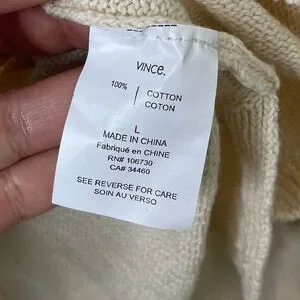 VINCE.
100% | COTTON
COTON
L
MADE IN CHINA
Fabriqué en CHINE
RN# 106730
CA# 34460
SEE REVERSE FOR CARE
SOIN AU VERSO